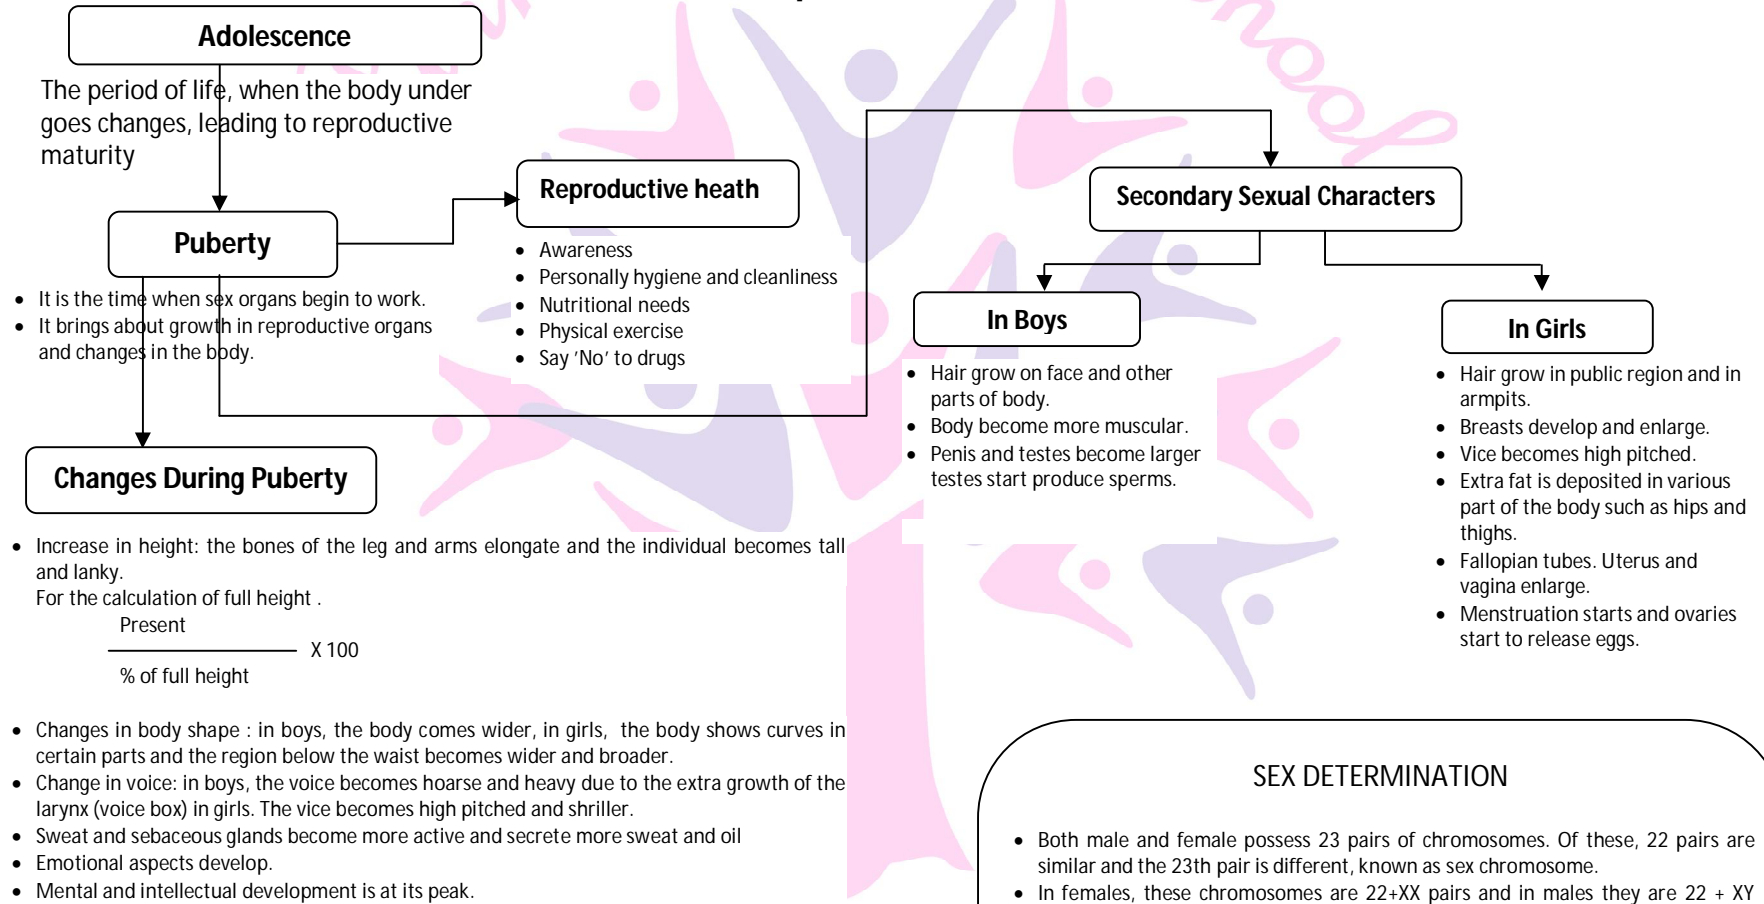 Adolescence
The period of life, when the body under
goes changes, leading to reproductive
maturity
Puberty
• It is the time when sex organs begin to work.
• It brings about growth in reproductive organs
and changes in the body.
Reproductive heath
• Awareness
• Personally hygiene and cleanliness
• Nutritional needs
• Physical exercise
• Say 'No' to drugs
Secondary Sexual Characters
In Boys
• Hair grow on face and other
parts of body.
• Body become more muscular.
• Penis and testes become larger
testes start produce sperms.
In Girls
• Hair grow in public region and in
armpits.
• Breasts develop and enlarge.
• Vice becomes high pitched.
• Extra fat is deposited in various
part of the body such as hips and
thighs.
• Fallopian tubes. Uterus and
vagina enlarge.
• Menstruation starts and ovaries
start to release eggs.
Changes During Puberty
• Increase in height: the bones of the leg and arms elongate and the individual becomes tall
and lanky.
For the calculation of full height .
Present
X 100
% of full height
• Changes in body shape : in boys, the body comes wider, in girls, the body shows curves in
certain parts and the region below the waist becomes wider and broader.
• Change in voice: in boys, the voice becomes hoarse and heavy due to the extra growth of the
larynx (voice box) in girls. The vice becomes high pitched and shriller.
• Sweat and sebaceous glands become more active and secrete more sweat and oil
• Emotional aspects develop.
• Mental and intellectual development is at its peak.
SEX DETERMINATION
• Both male and female possess 23 pairs of chromosomes. Of these, 22 pairs are
similar and the 23th pair is different, known as sex chromosome.
• In females, these chromosomes are 22+XX pairs and in males they are 22 + XY